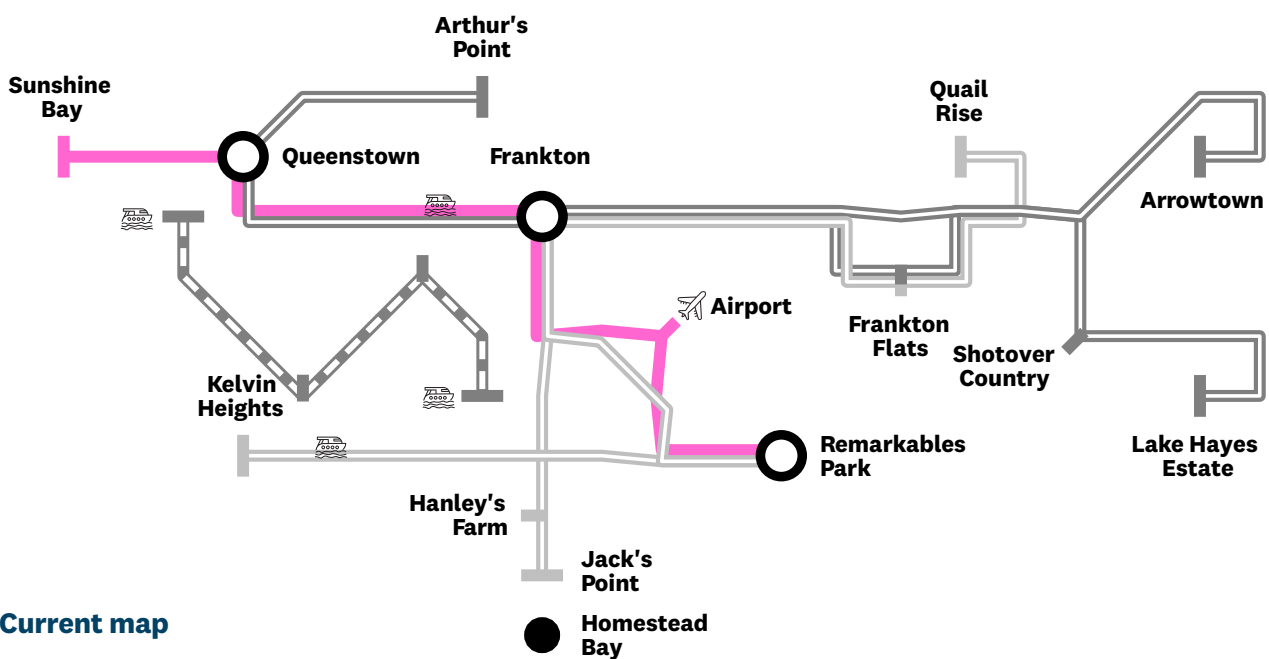 Arthur's
Point
Sunshine
Bay
Quail
Rise
Queenstown
Frankton
Arrowtown
Airport
Frankton
Flats
Shotover
Country
Kelvin
Heights
Remarkables
Park
Lake Hayes
Estate
Hanley's
Farm
Jack's
Point
Current map
Homestead
Bay